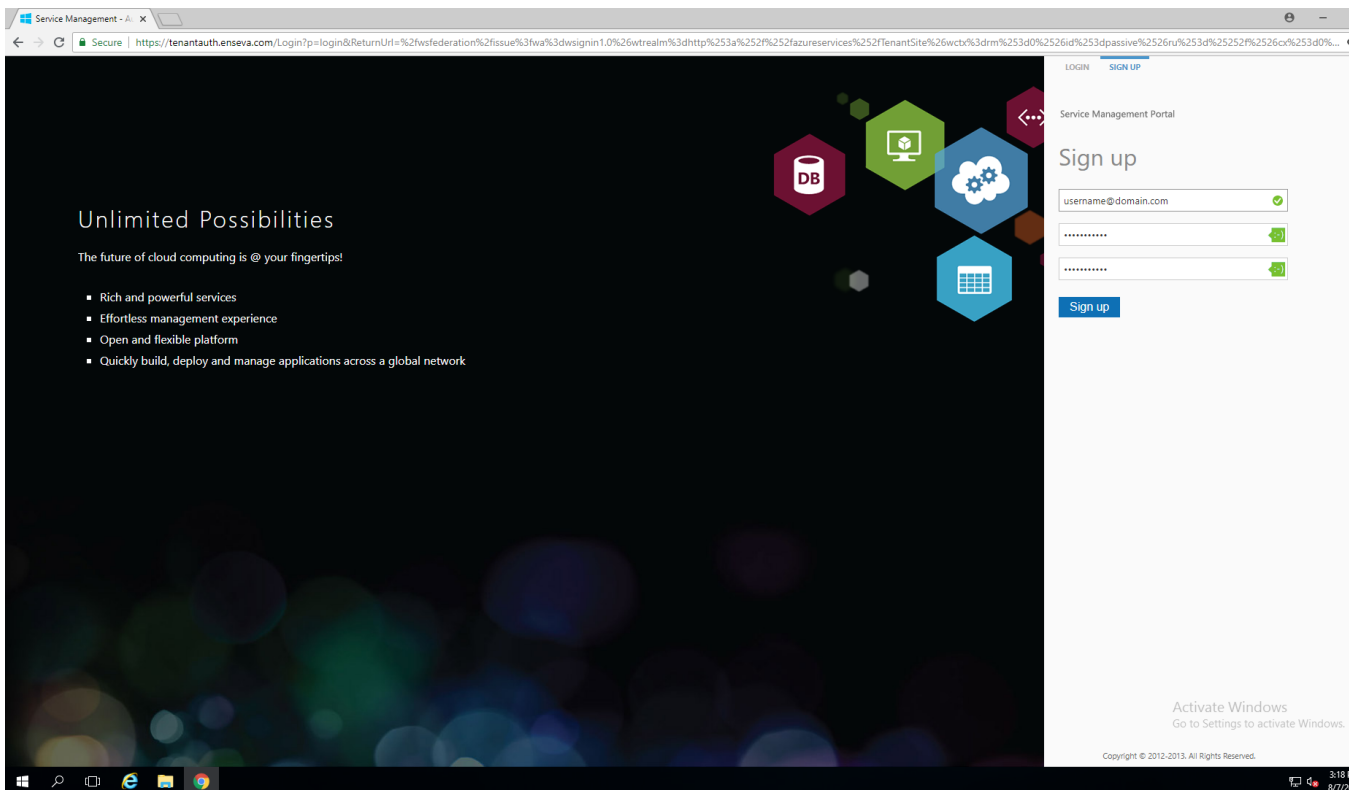 Service Management - A
Secure | https://tenantauth.enseva.com/Login?p=login&ReturnUrl=%2fwsfederation%2fissue%3fwa%3dwsignin1.0%26wtrealm%3dhttp%253a%252f%252fazureservices%252fTenantSite%26wctx%3drm%253d0%2526id%253dpassive%2526ru%253d%25252f%2526cx%253d0%...
LOGIN SIGN UP
Service Management Portal
Sign up
username@domain.com
Sign up
DB
Unlimited Possibilities
The future of cloud computing is @ your fingertips!
Rich and powerful services
Effortless management experience
Open and flexible platform
Quickly build, deploy and manage applications across a global network
Activate Windows
Go to Settings to activate Windows.
Copyright © 2012-2013. All Rights Reserved.
3:18
8/7/2